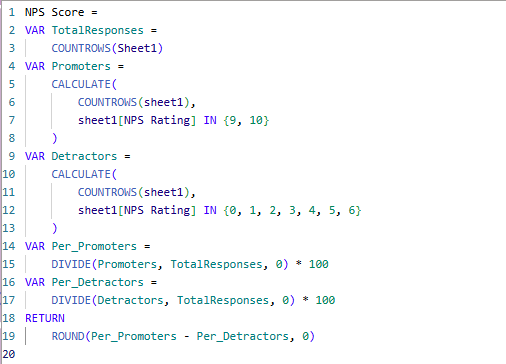 1 NPS Score =
2 VAR TotalResponses =
3 COUNTROWS(Sheet1)
4 VAR Promoters =
5 CALCULATE(
6 COUNTROWS(sheet1),
7 sheet1[NPS Rating] IN {9, 10}
8 )
9 VAR Detractors =
10 CALCULATE(
11 COUNTROWS(sheet1),
12 sheet1[NPS Rating] IN {0, 1, 2, 3, 4, 5, 6}
13 )
14 VAR Per_Promoters =
15 DIVIDE(Promoters, TotalResponses, 0) * 100
16 VAR Per_Detractors =
17 DIVIDE(Detractors, TotalResponses, 0) * 100
18 RETURN
19 ROUND(Per_Promoters - Per_Detractors, 0)
20